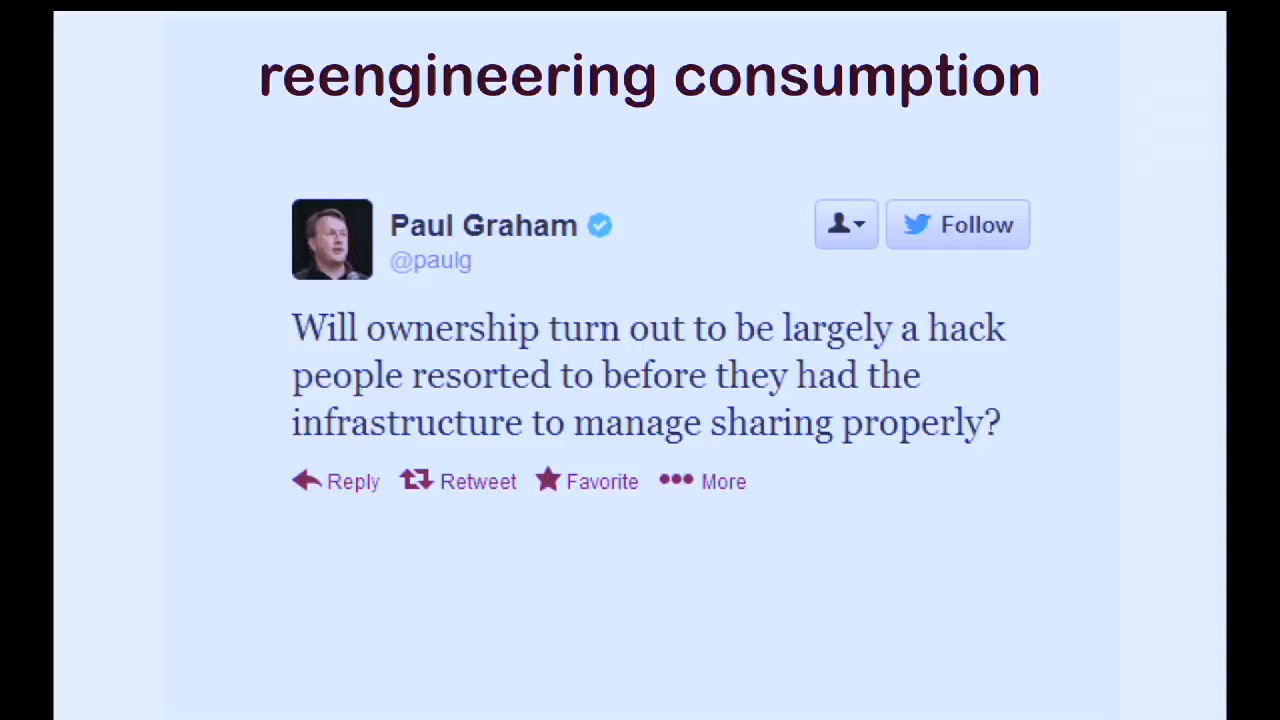 reengineering consumption
Paul Graham
@paulg
Follow
Will ownership turn out to be largely a hack
people resorted to before they had the
infrastructure to manage sharing properly?
Reply Retweet Favorite More